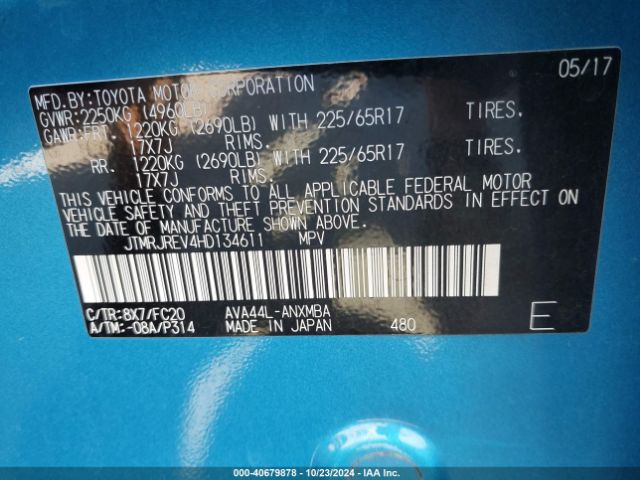 MFD.BY:TOYOTA MOTOR CORPORATION 05/17
GVWR:2250KG (4960LB)
GAWR:FRT. 1220KG (2690LB) WITH 225/65R17 TIRES.
17X7J RIMS.
RR. 1220KG (2690LB) WITH 225/65R17 TIRES.
17X7J RIMS.
THIS VEHICLE CONFORMS TO ALL APPLICABLE FEDERAL MOTOR
VEHICLE SAFETY AND THEFT PREVENTION STANDARDS IN EFFECT ON
THE DATE OF MANUFACTURE SHOWN ABOVE.
JTMRJREV4HD134611 MPV
C/TR:8X7/FC20 AVA44L-ANXMBA
A/TM:-08A/P314 MADE IN JAPAN 480 E
000-40679878 - 10/23/2024 - IAA Inc.